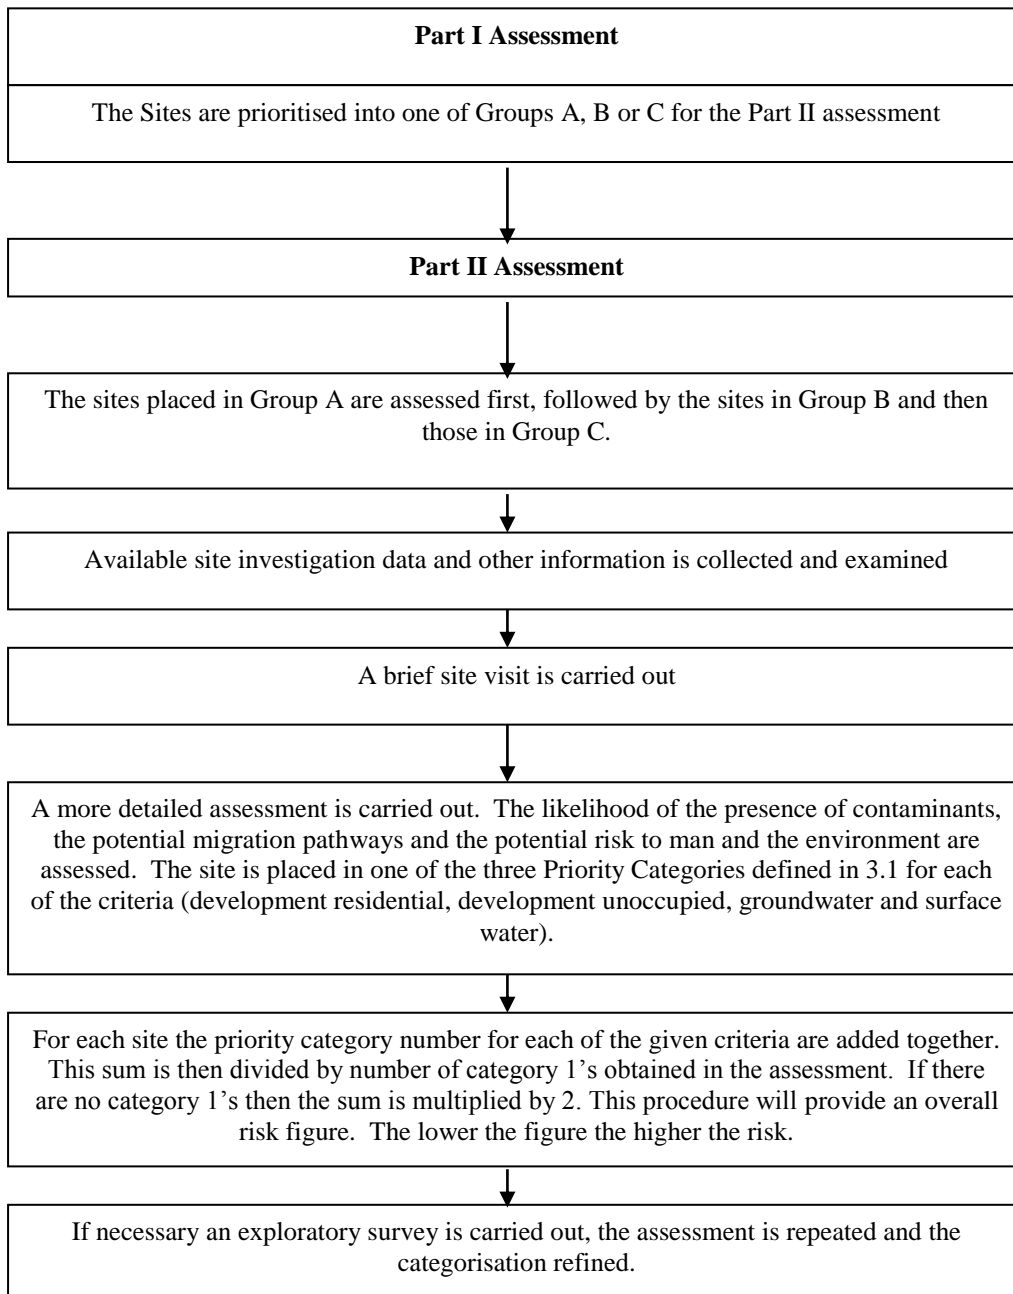 Part I Assessment
The Sites are prioritised into one of Groups A, B or C for the Part II assessment
Part II Assessment
The sites placed in Group A are assessed first, followed by the sites in Group B and then
those in Group C.
Available site investigation data and other information is collected and examined
A brief site visit is carried out
A more detailed assessment is carried out.  The likelihood of the presence of contaminants,
the potential migration pathways and the potential risk to man and the environment are
assessed.  The site is placed in one of the three Priority Categories defined in 3.1 for each
of the criteria (development residential, development unoccupied, groundwater and surface
water).
For each site the priority category number for each of the given criteria are added together.
This sum is then divided by number of category 1's obtained in the assessment.  If there
are no category 1's then the sum is multiplied by 2. This procedure will provide an overall
risk figure.  The lower the figure the higher the risk.
If necessary an exploratory survey is carried out, the assessment is repeated and the
categorisation refined.